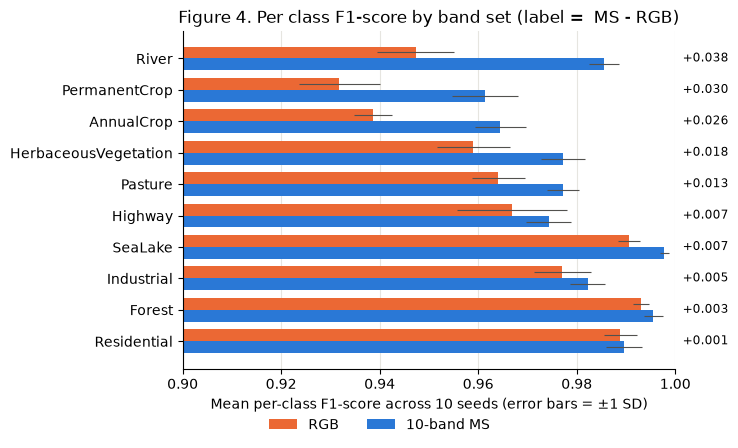 Figure 4. Per class F1-score by band set (label =  MS - RGB)
River +0.038
PermanentCrop +0.030
AnnualCrop +0.026
HerbaceousVegetation +0.018
Pasture +0.013
Highway +0.007
SeaLake +0.007
Industrial +0.005
Forest +0.003
Residential +0.001
0.90 0.92 0.94 0.96 0.98 1.00
Mean per-class F1-score across 10 seeds (error bars = ±1 SD)
RGB 10-band MS